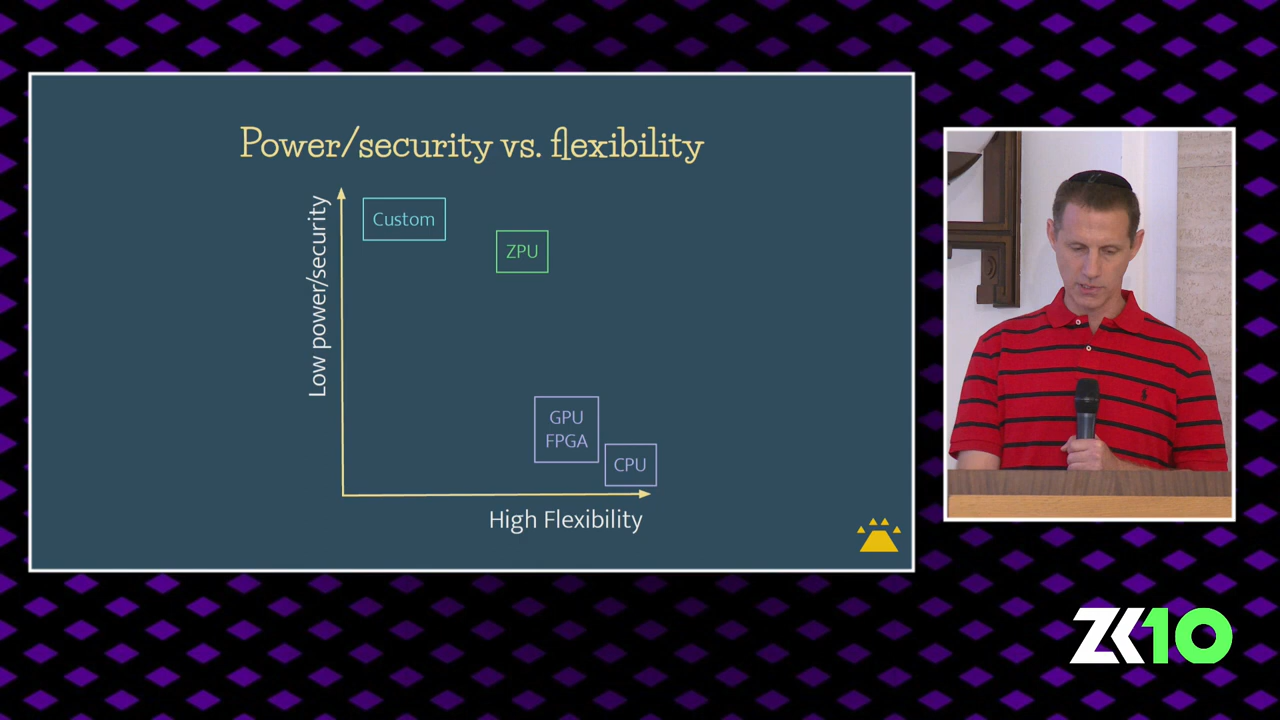 Power/security vs. flexibility
Low power/security
Custom
ZPU
GPU
FPGA
CPU
High Flexibility
ZK10